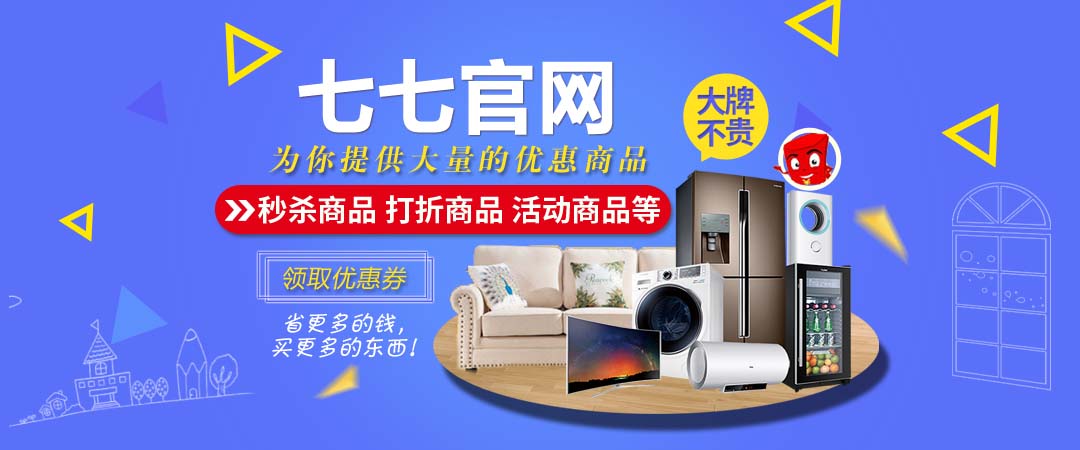 七七官网
为你提供大量的优惠商品
秒杀商品 打折商品 活动商品等
领取优惠券
省更多的钱，
买更多的东西！
大牌
不贵